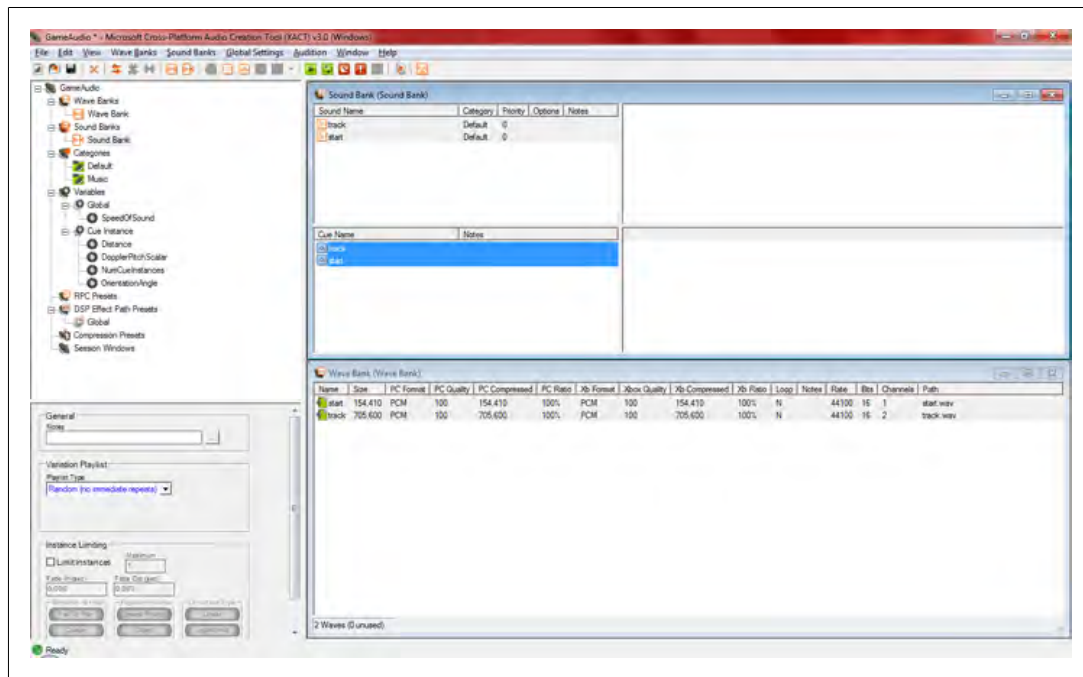 GameAudio * - Microsoft Cross-Platform Audio Creation Tool (XACT) v3.0 (Windows)
File Edit View Wave Banks Sound Banks Global Settings Audition Window Help
GameAudio
Wave Banks
Wave Bank
Sound Banks
Sound Bank
Categories
Default
Music
Variables
Global
SpeedOfSound
Cue Instance
Distance
DopplerPitchScalar
NumCueInstances
OrientationAngle
RPC Presets
DSP Effect Path Presets
Global
Compression Presets
Session Windows
General
Notes
Variation Playlist
Playlist Type
Random (no immediate repeats)
Instance Limiting
Limit Instances
Maximum
1
0.000 0.000
Ready
Sound Bank (Sound Bank)
Sound Name Category Priority Options Notes
track Default 0
start Default 0
Cue Name Notes
track
start
Wave Bank (Wave Bank)
Name Size PC Format PC Quality PC Compressed PC Ratio Xb Format Xbox Quality Xb Compressed Xb Ratio Loop Notes Rate Bits Channels Path
start 154,410 PCM 100 154,410 100% PCM 100 154,410 100% N 44100 16 1 start.wav
track 705,600 PCM 100 705,600 100% PCM 100 705,600 100% N 44100 16 2 track.wav
2 Waves (0 unused)